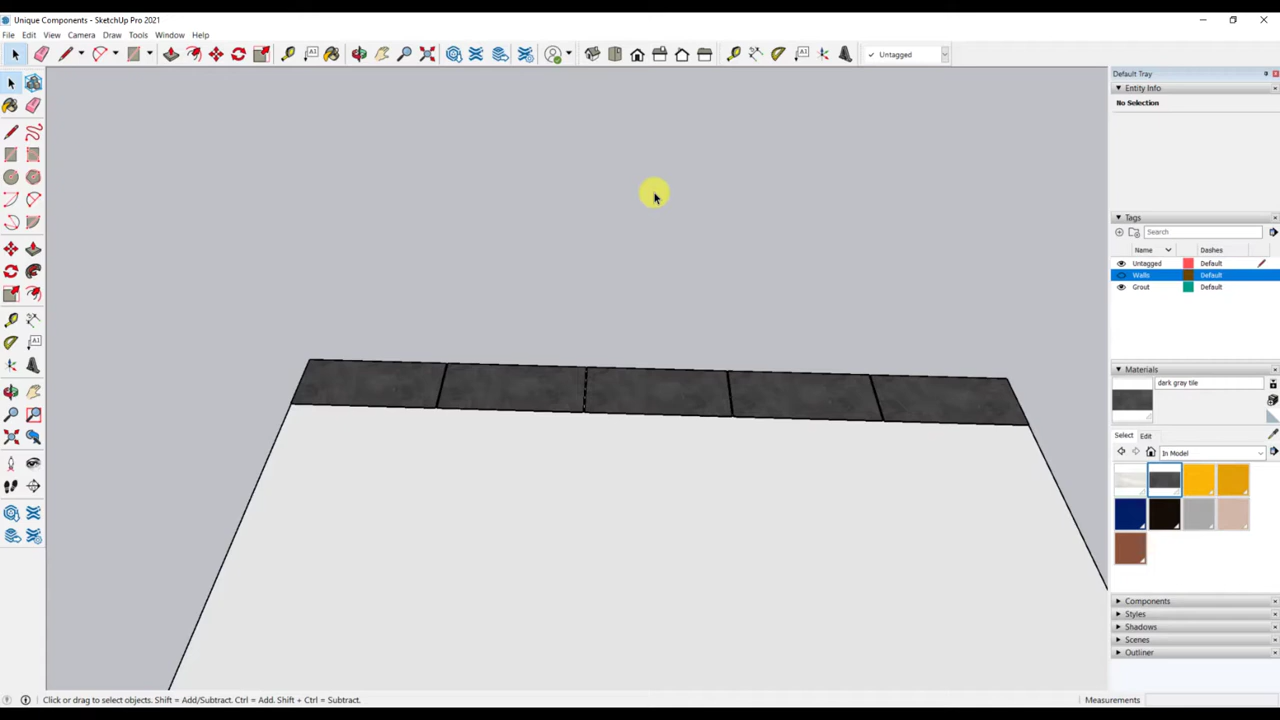 Unique Components - SketchUp Pro 2021
File Edit View Camera Draw Tools Window Help
Untagged
Default Tray
Entity Info
No Selection
Tags
Search
Name Dashes
Untagged Default
Walls Default
Grout Default
Materials
dark gray tile
Select Edit
In Model
Components
Styles
Shadows
Scenes
Outliner
Click or drag to select objects. Shift = Add/Subtract. Ctrl = Add. Shift + Ctrl = Subtract.
Measurements